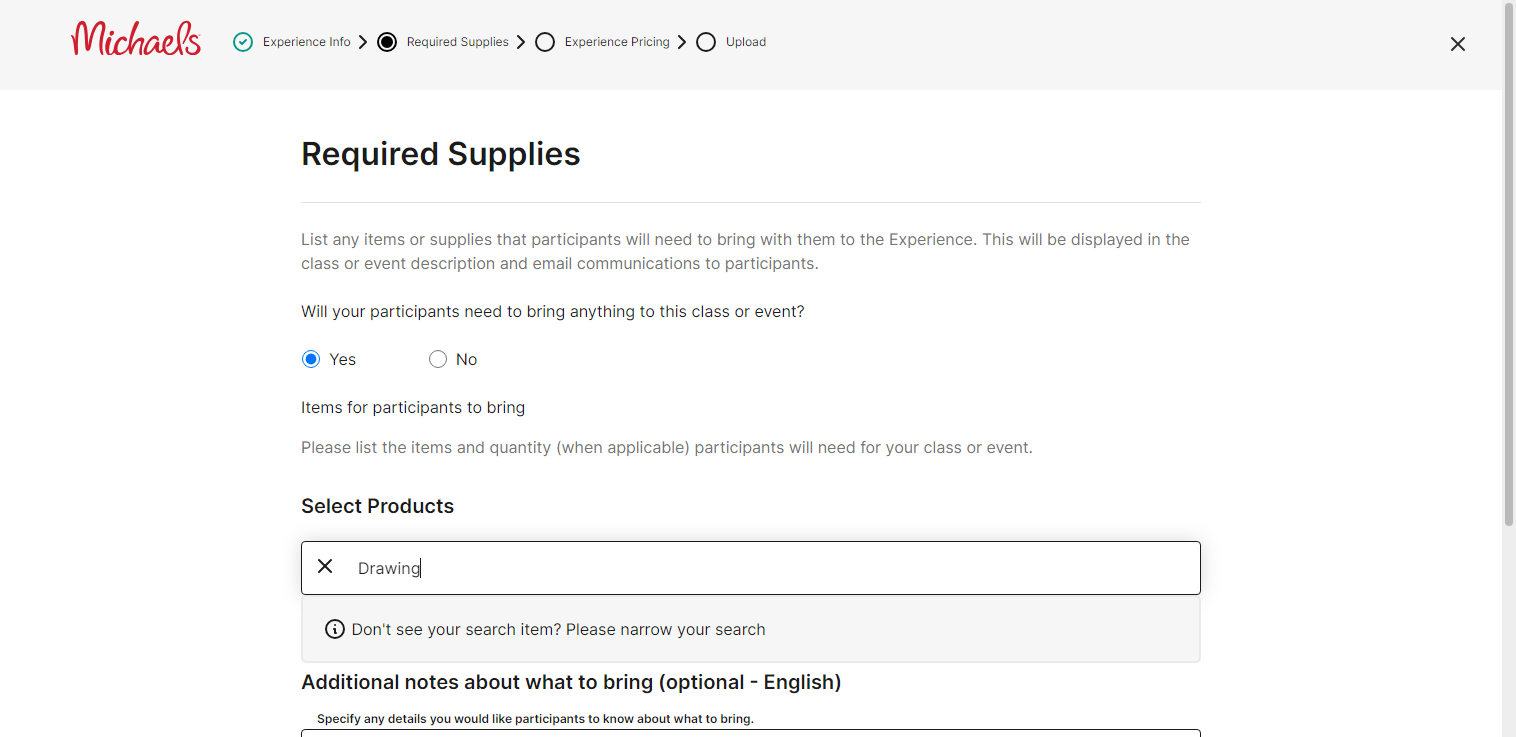 Michaels
Experience Info
Required Supplies
Experience Pricing
Upload
Required Supplies
List any items or supplies that participants will need to bring with them to the Experience. This will be displayed in the
class or event description and email communications to participants.
Will your participants need to bring anything to this class or event?
Yes
No
Items for participants to bring
Please list the items and quantity (when applicable) participants will need for your class or event.
Select Products
Drawing
Don't see your search item? Please narrow your search
Additional notes about what to bring (optional - English)
Specify any details you would like participants to know about what to bring.